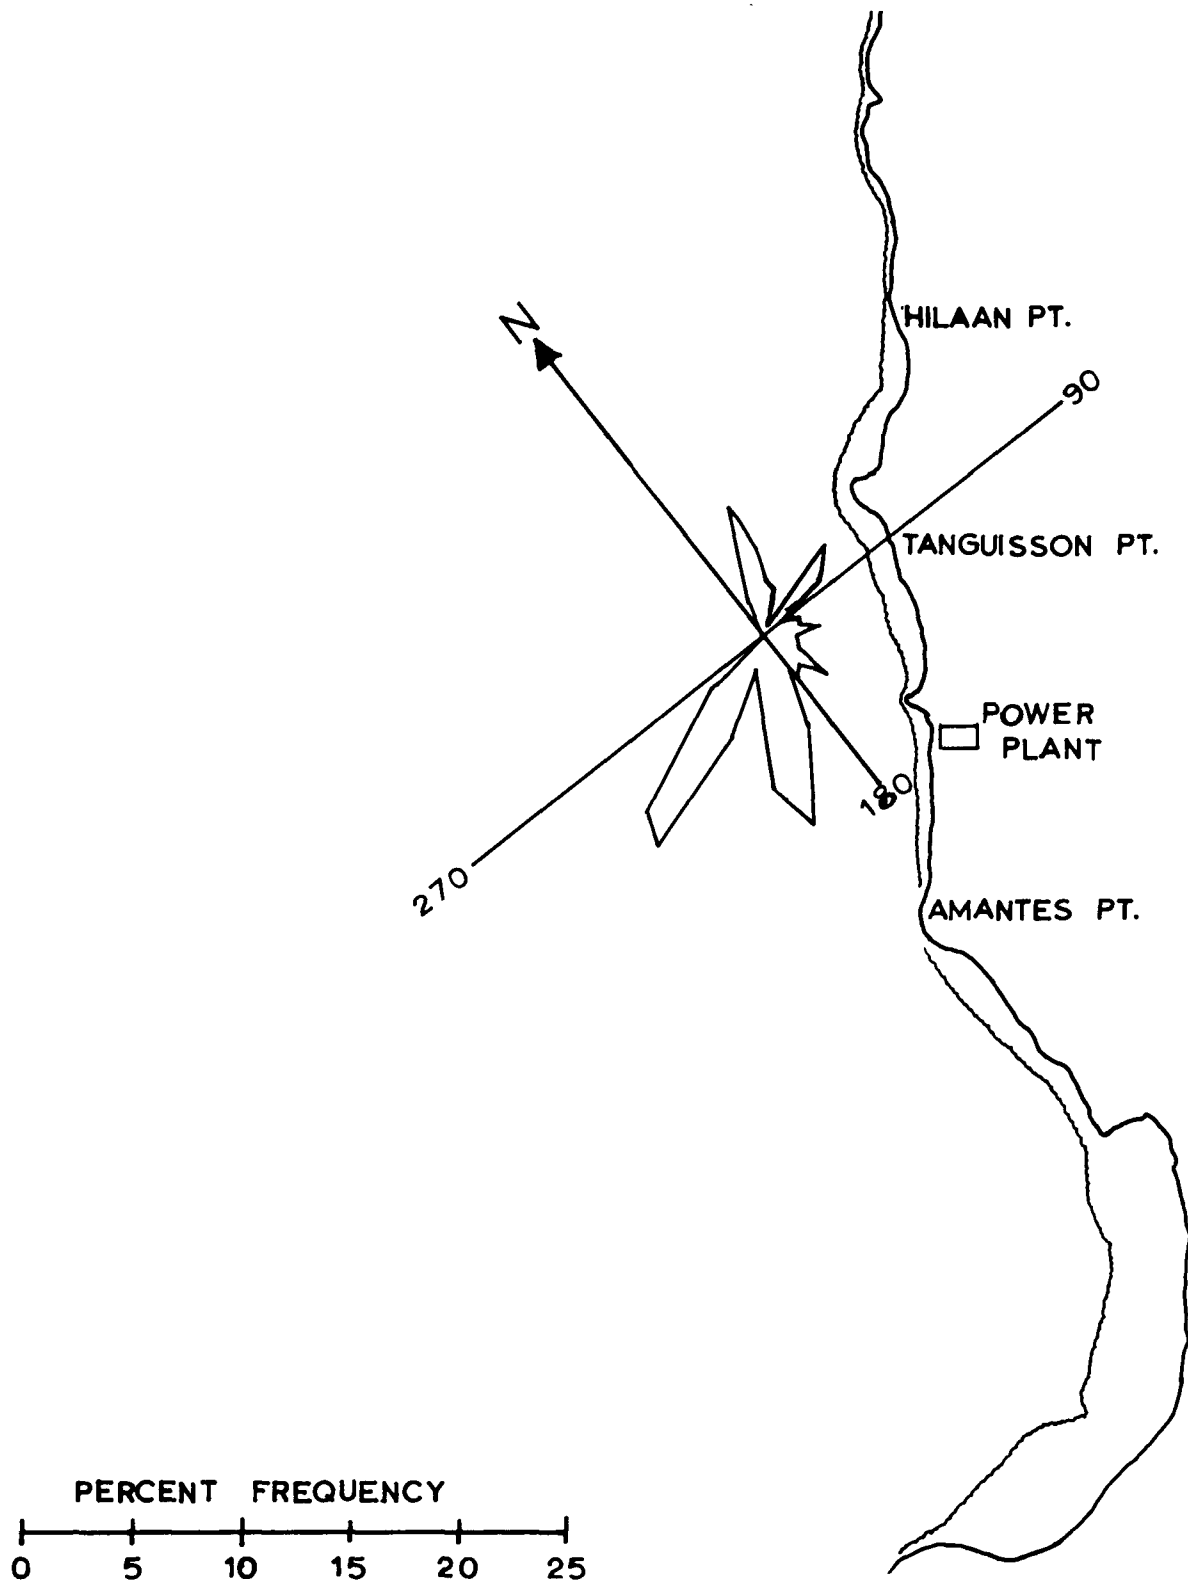 N
HILAAN PT.
90
TANGUISSON PT.
POWER
PLANT
180
270
AMANTES PT.
PERCENT FREQUENCY
0 5 10 15 20 25